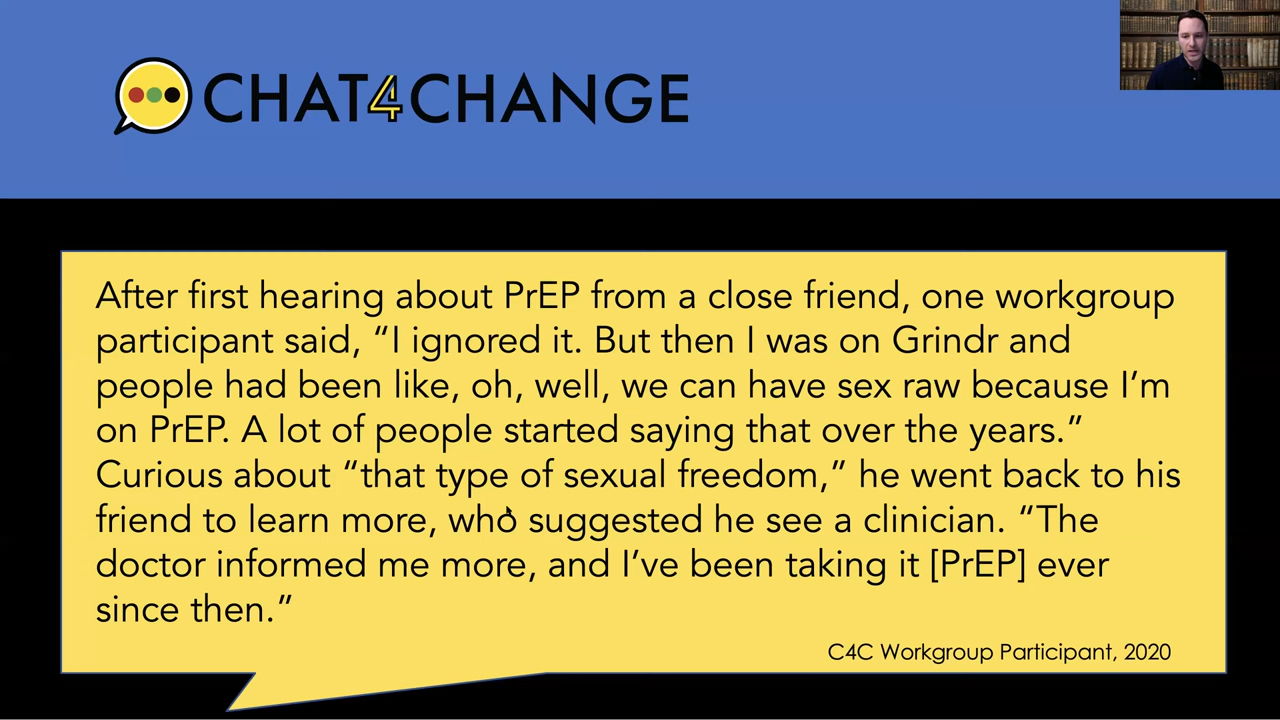 CHAT4CHANGE
After first hearing about PrEP from a close friend, one workgroup
participant said, “I ignored it. But then I was on Grindr and
people had been like, oh, well, we can have sex raw because I’m
on PrEP. A lot of people started saying that over the years.”
Curious about “that type of sexual freedom,” he went back to his
friend to learn more, who suggested he see a clinician. “The
doctor informed me more, and I’ve been taking it [PrEP] ever
since then.”
C4C Workgroup Participant, 2020